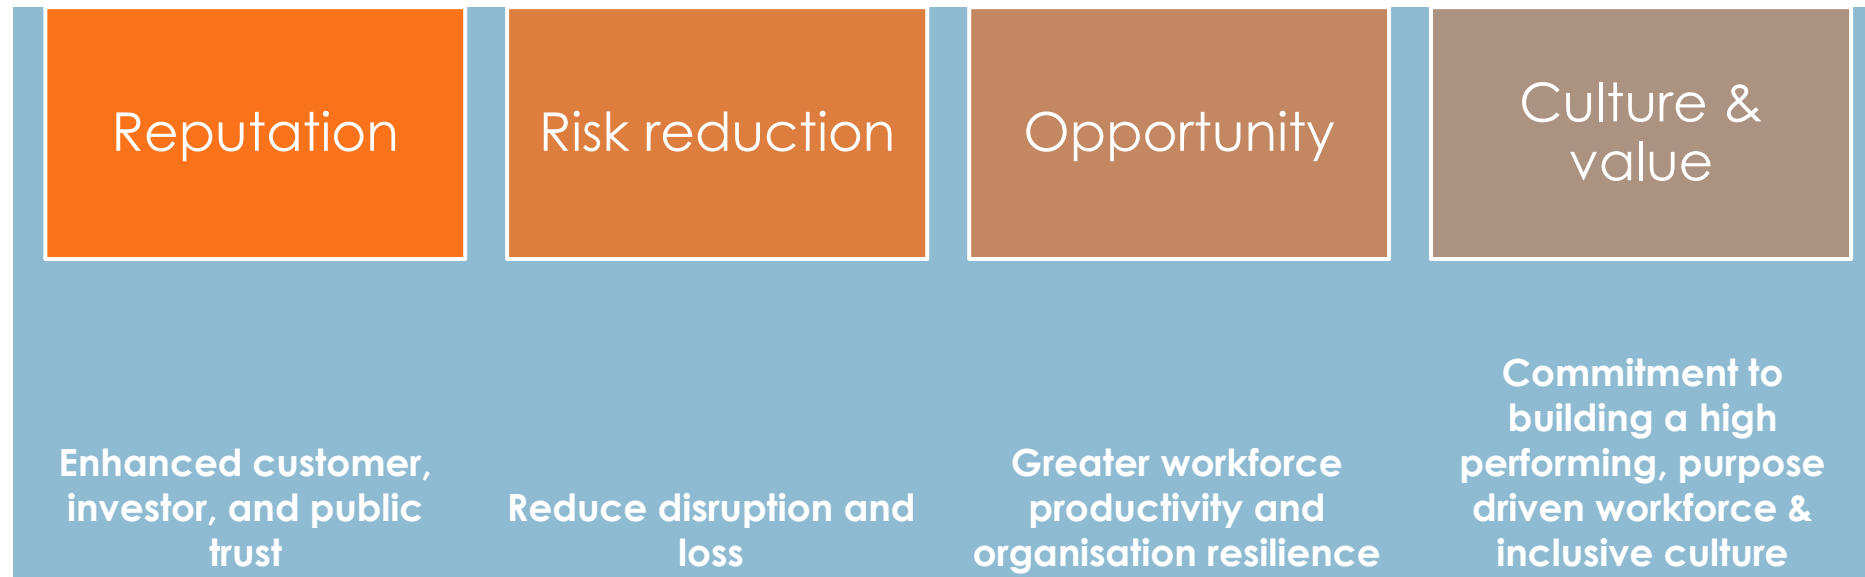 Reputation
Risk reduction
Opportunity
Culture &
value
Enhanced customer,
investor, and public
trust
Reduce disruption and
loss
Greater workforce
productivity and
organisation resilience
Commitment to
building a high
performing, purpose
driven workforce &
inclusive culture